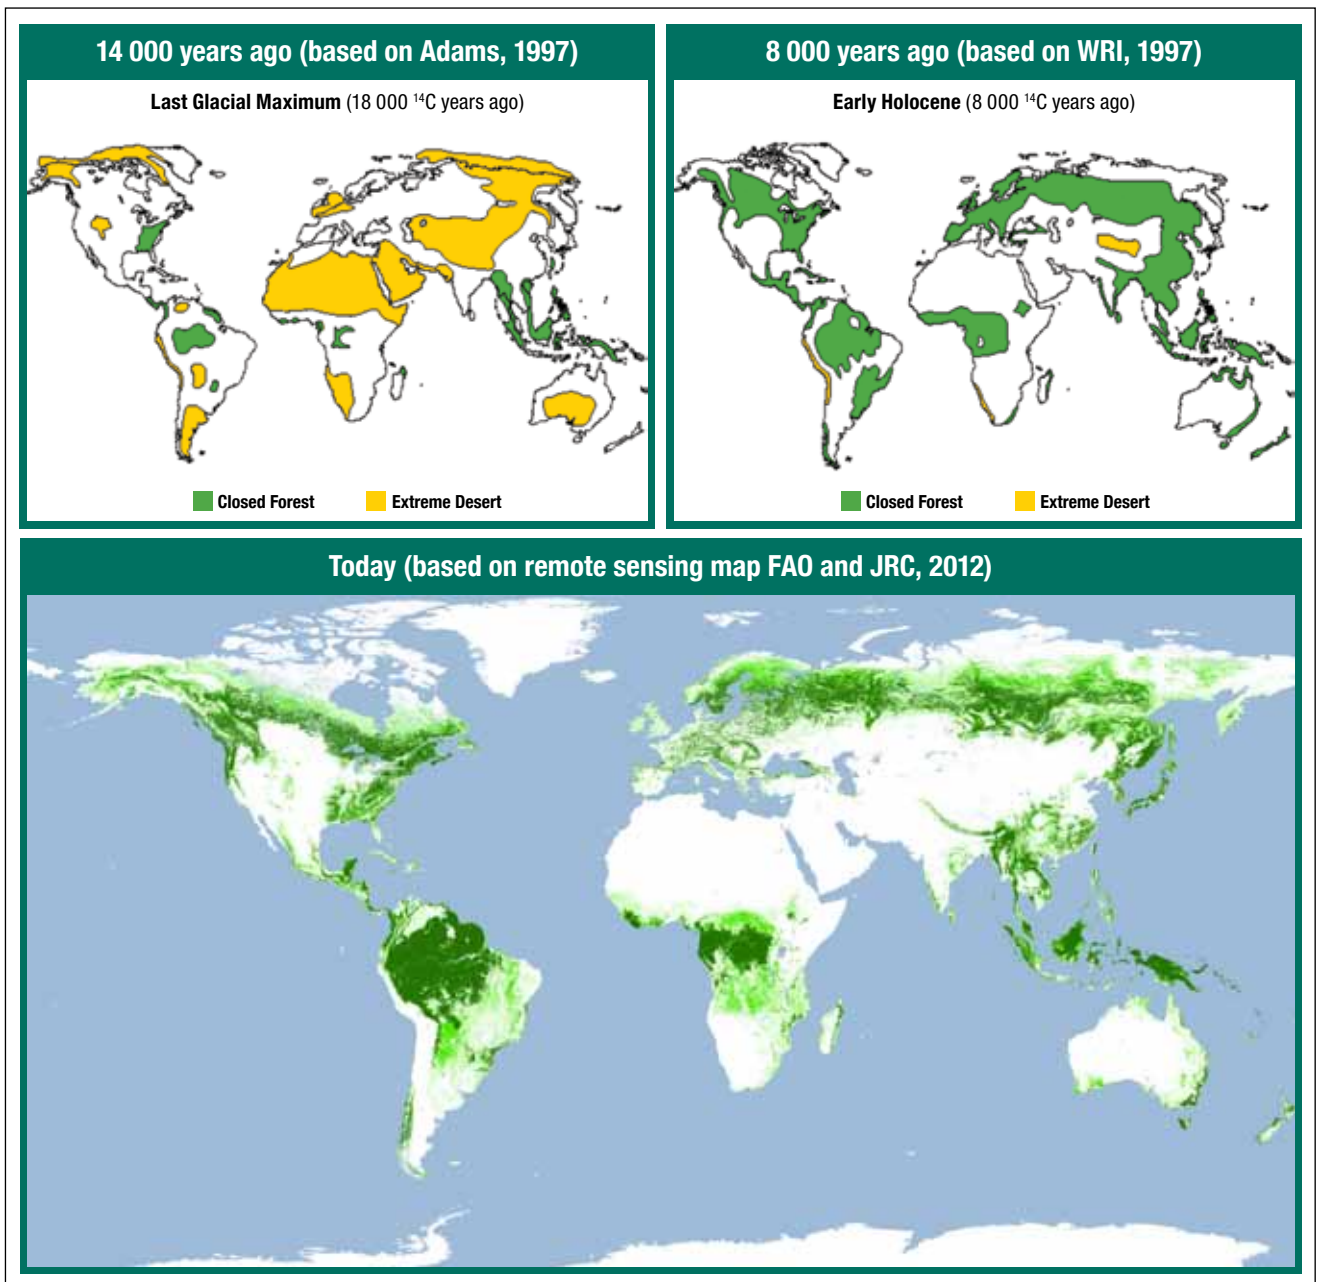 14 000 years ago (based on Adams, 1997)
Last Glacial Maximum (18 000 ¹⁴C years ago)
Closed Forest
Extreme Desert
8 000 years ago (based on WRI, 1997)
Early Holocene (8 000 ¹⁴C years ago)
Closed Forest
Extreme Desert
Today (based on remote sensing map FAO and JRC, 2012)